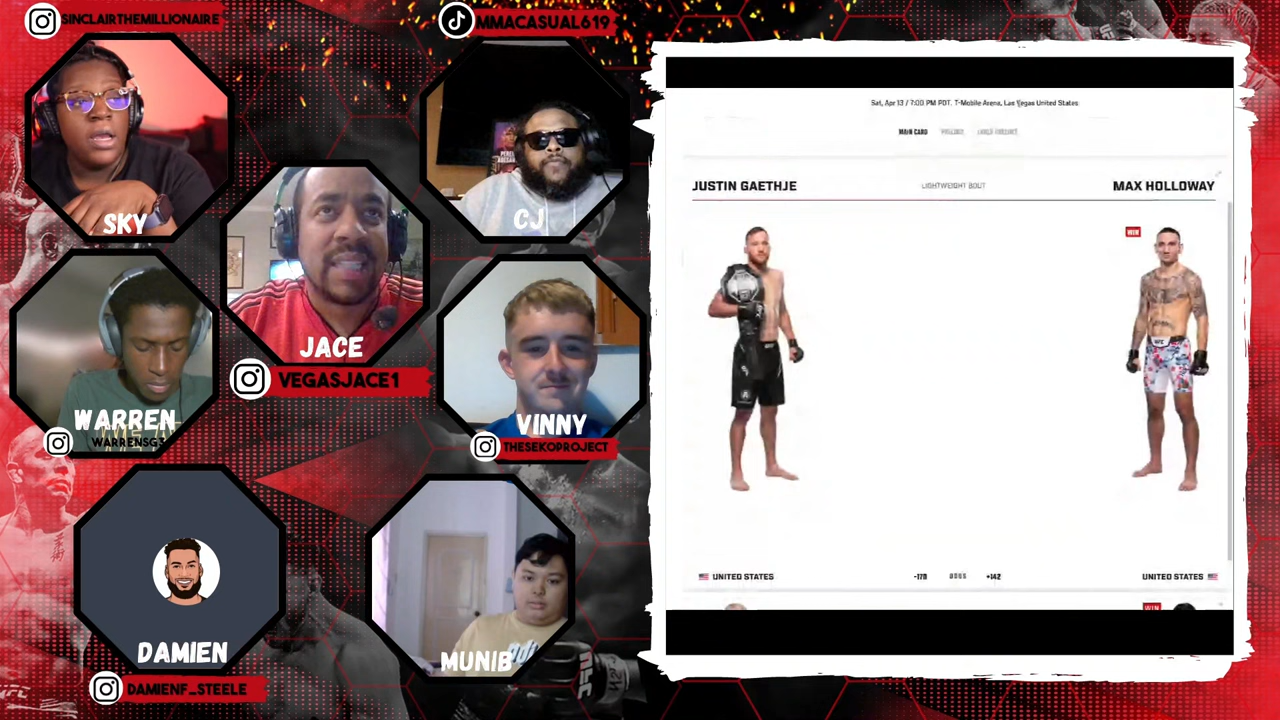 SINCLAIRTHEMILLIONAIRE
MMACASUAL619
SKY
CJ
JACE
VEGASJACE1
WARREN
WARRENSG3
VINNY
THESEKOPROJECT
DAMIEN
DAMIENF_STEELE
MUNIB
Sat, Apr 13 / 7:00 PM PDT. T-Mobile Arena, Las Vegas United States
MAIN CARD
JUSTIN GAETHJE
LIGHTWEIGHT BOUT
MAX HOLLOWAY
WIN
UNITED STATES
ODDS
+142
UNITED STATES
WIN
UFC